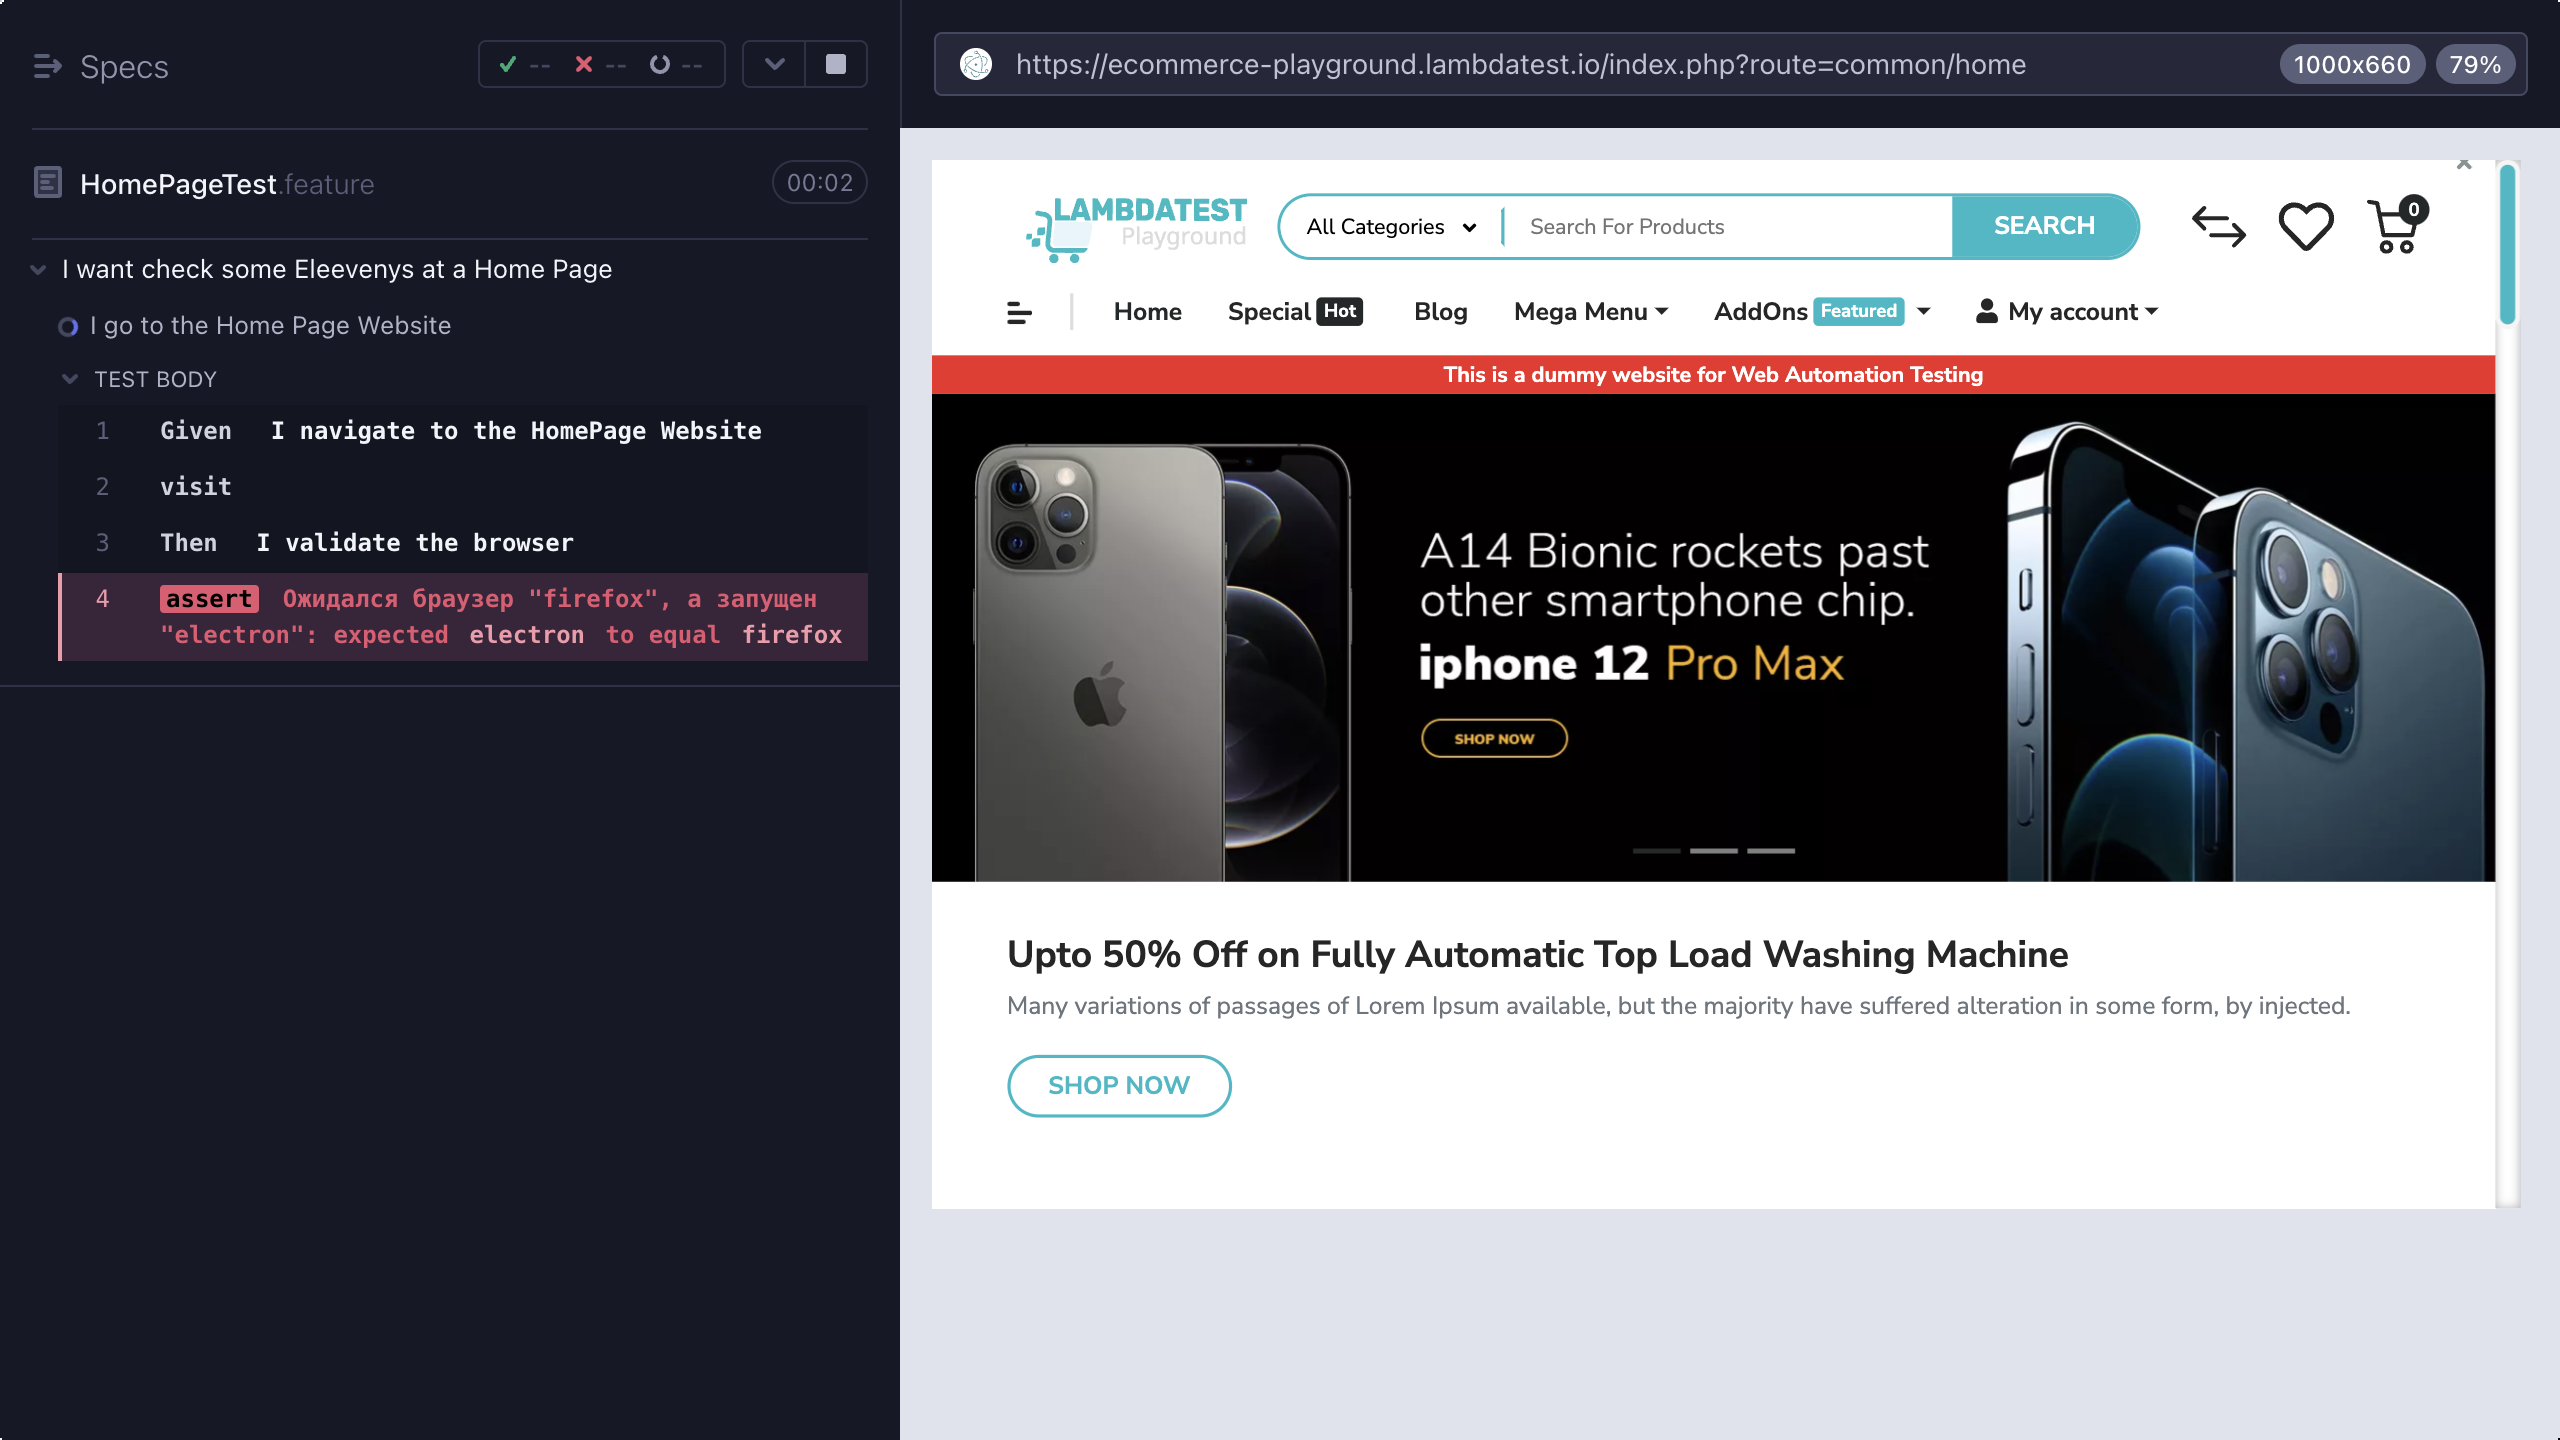 Specs
-- -- --
HomePageTest.feature
00:02
I want check some Eleevenys at a Home Page
I go to the Home Page Website
TEST BODY
1 Given I navigate to the HomePage Website
2 visit
3 Then I validate the browser
4 assert Ожидался браузер "firefox", а запущен
"electron": expected electron to equal firefox
https://ecommerce-playground.lambdatest.io/index.php?route=common/home
1000x660 79%
LAMBDATEST
Playground
All Categories
Search For Products
SEARCH
0
Home Special Hot Blog Mega Menu AddOns Featured My account
This is a dummy website for Web Automation Testing
A14 Bionic rockets past
other smartphone chip.
iphone 12 Pro Max
SHOP NOW
Upto 50% Off on Fully Automatic Top Load Washing Machine
Many variations of passages of Lorem Ipsum available, but the majority have suffered alteration in some form, by injected.
SHOP NOW